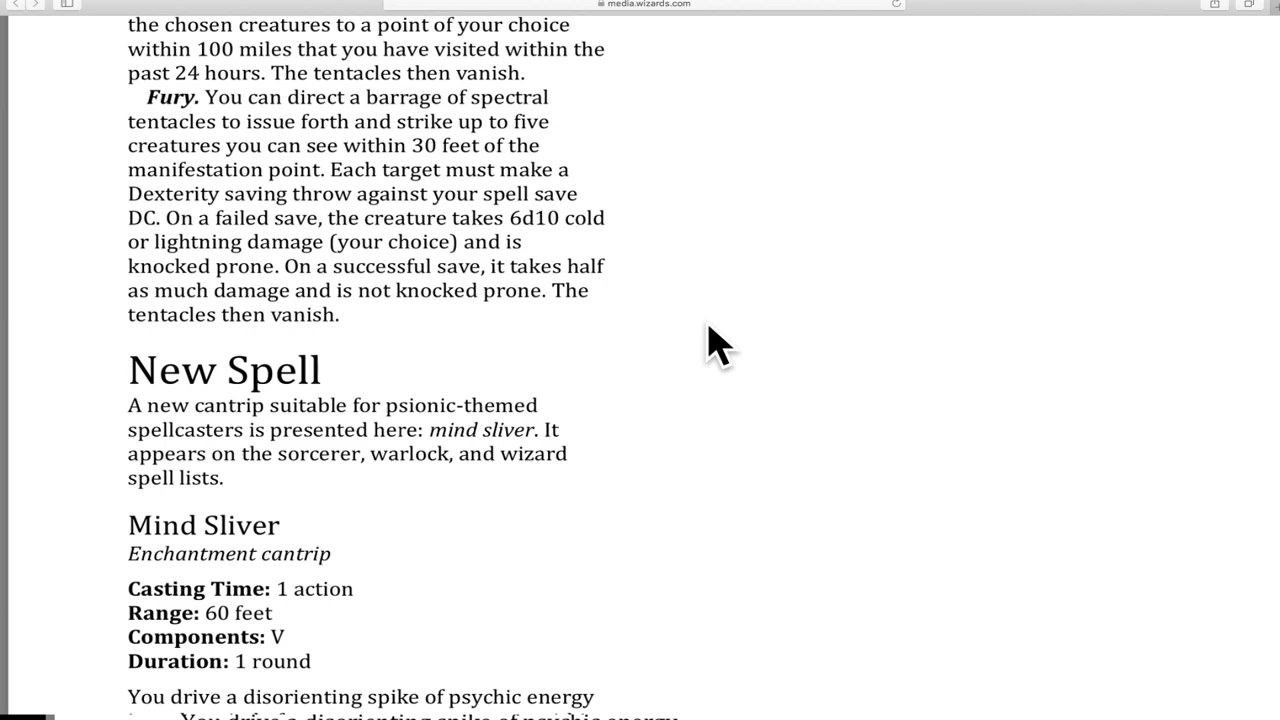 media.wizards.com
the chosen creatures to a point of your choice
within 100 miles that you have visited within the
past 24 hours. The tentacles then vanish.
Fury. You can direct a barrage of spectral
tentacles to issue forth and strike up to five
creatures you can see within 30 feet of the
manifestation point. Each target must make a
Dexterity saving throw against your spell save
DC. On a failed save, the creature takes 6d10 cold
or lightning damage (your choice) and is
knocked prone. On a successful save, it takes half
as much damage and is not knocked prone. The
tentacles then vanish.
New Spell
A new cantrip suitable for psionic-themed
spellcasters is presented here: mind sliver. It
appears on the sorcerer, warlock, and wizard
spell lists.
Mind Sliver
Enchantment cantrip
Casting Time: 1 action
Range: 60 feet
Components: V
Duration: 1 round
You drive a disorienting spike of psychic energy
You drive a disorienting spike of psychic energy